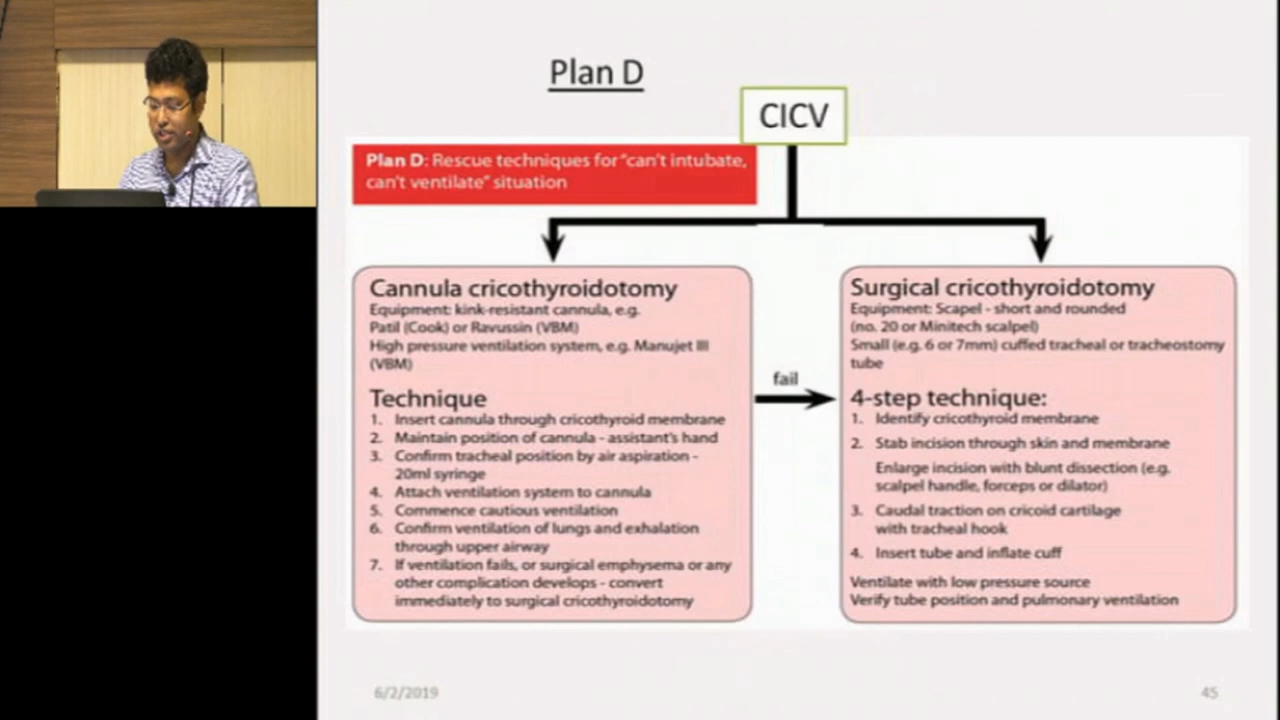 Plan D
CICV
Plan D: Rescue techniques for "can't intubate,
can't ventilate" situation
Cannula cricothyroidotomy
Equipment: kink-resistant cannula, e.g.
Patil (Cook) or Ravussin (VBM)
High pressure ventilation system, e.g. Manujet III
(VBM)
Technique
1. Insert cannula through cricothyroid membrane
2. Maintain position of cannula - assistant's hand
3. Confirm tracheal position by air aspiration -
20ml syringe
4. Attach ventilation system to cannula
5. Commence cautious ventilation
6. Confirm ventilation of lungs and exhalation
through upper airway
7. If ventilation fails, or surgical emphysema or any
other complication develops - convert
immediately to surgical cricothyroidotomy
fail
Surgical cricothyroidotomy
Equipment: Scapel - short and rounded
(no. 20 or Minitech scalpel)
Small (e.g. 6 or 7mm) cuffed tracheal or tracheostomy
tube
4-step technique:
1. Identify cricothyroid membrane
2. Stab incision through skin and membrane
Enlarge incision with blunt dissection (e.g.
scalpel handle, forceps or dilator)
3. Caudal traction on cricoid cartilage
with tracheal hook
4. Insert tube and inflate cuff
Ventilate with low pressure source
Verify tube position and pulmonary ventilation
6/2/2019
45